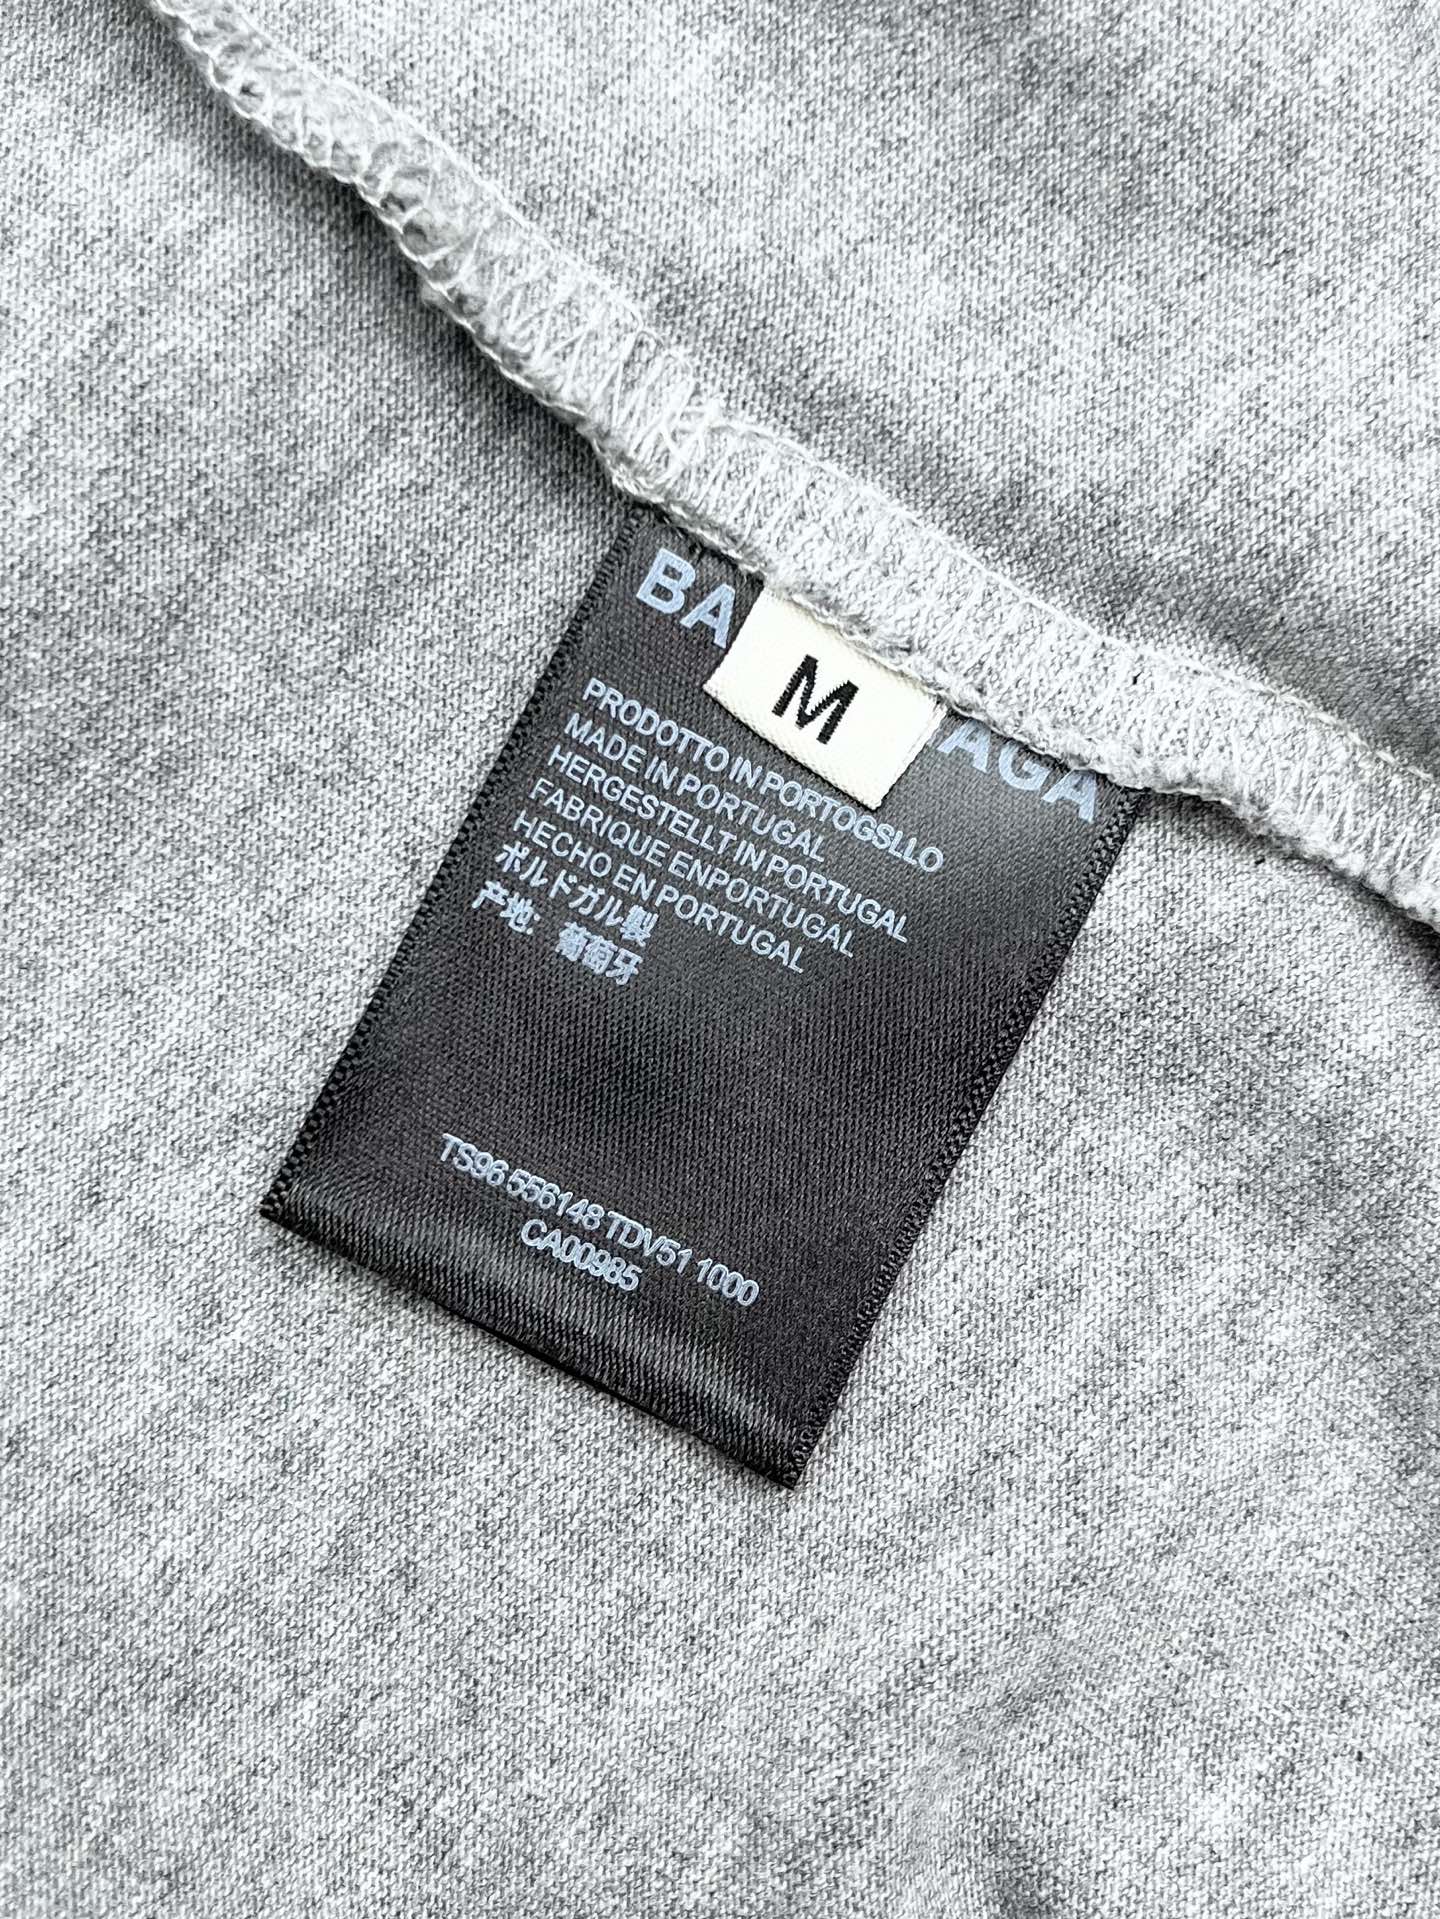 BA AGA
M
PRODOTTO IN PORTOGSLLO
MADE IN PORTUGAL
HERGESTELLT IN PORTUGAL
FABRIQUE ENPORTUGAL
HECHO EN PORTUGAL
ポルドガル製
产地: 葡萄牙
TS96 556148 TDV51 1000
CA00985